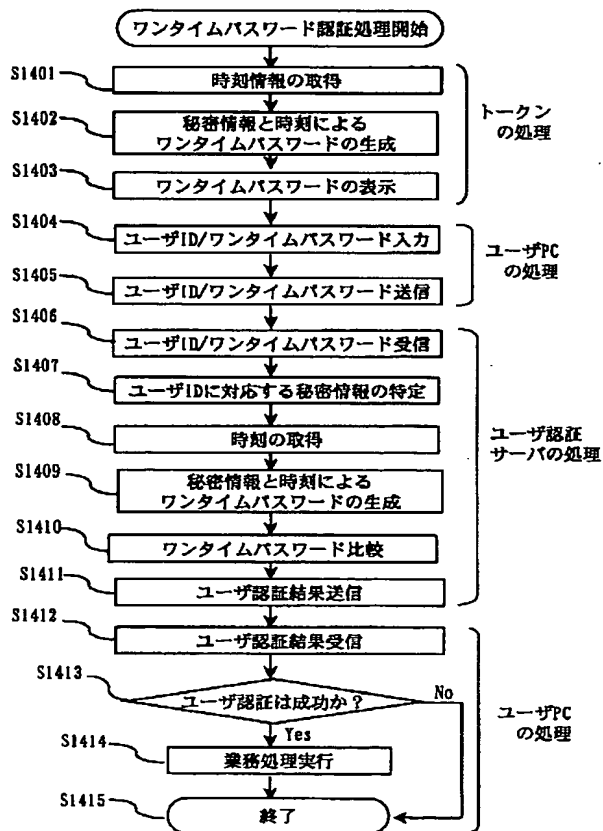 ワンタイムパスワード認証処理開始
S1401
時刻情報の取得
S1402
秘密情報と時刻による
ワンタイムパスワードの生成
S1403
ワンタイムパスワードの表示
トークン
の処理
S1404
ユーザID/ワンタイムパスワード入力
S1405
ユーザID/ワンタイムパスワード送信
ユーザPC
の処理
S1406
ユーザID/ワンタイムパスワード受信
S1407
ユーザIDに対応する秘密情報の特定
S1408
時刻の取得
S1409
秘密情報と時刻による
ワンタイムパスワードの生成
S1410
ワンタイムパスワード比較
S1411
ユーザ認証結果送信
ユーザ認証
サーバの処理
S1412
ユーザ認証結果受信
S1413
ユーザ認証は成功か？
No
Yes
S1414
業務処理実行
S1415
終了
ユーザPC
の処理